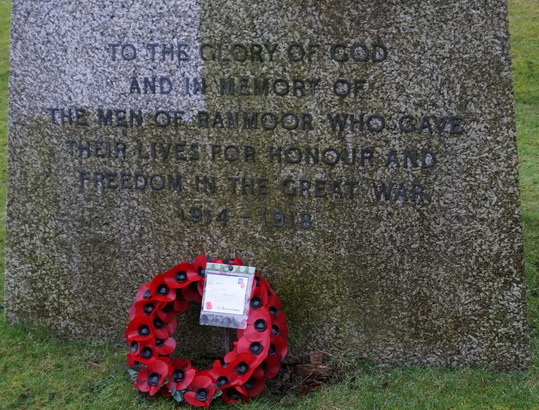 TO THE GLORY OF GOD
AND IN MEMORY OF
THE MEN OF RANMOOR WHO GAVE
THEIR LIVES FOR HONOUR AND
FREEDOM IN THE GREAT WAR.
1914 - 1918